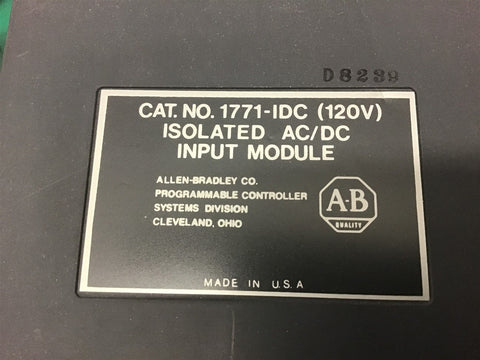 D8239
CAT. NO. 1771-IDC (120V)
ISOLATED AC/DC
INPUT MODULE
ALLEN-BRADLEY CO.
PROGRAMMABLE CONTROLLER
SYSTEMS DIVISION
CLEVELAND, OHIO
A-B
QUALITY
MADE IN U.S.A